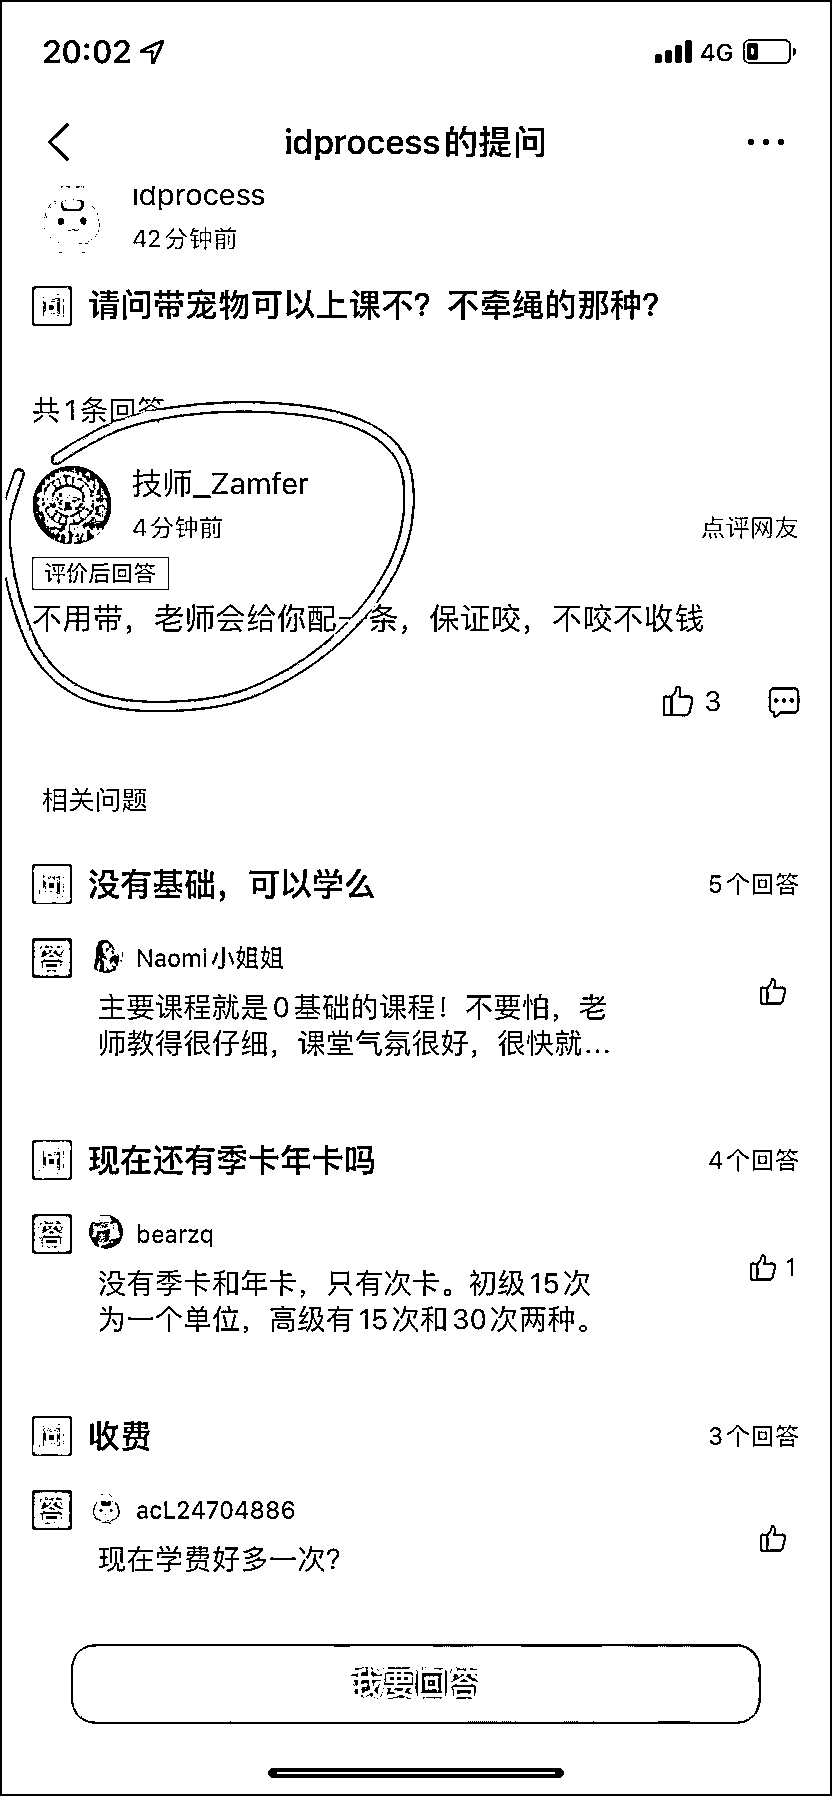 20:02 4G
idprocess的提问
idprocess
42分钟前
问 请问带宠物可以上课不？不牵绳的那种？
共1条回答
技师_Zamfer
4分钟前 点评网友
评价后回答
不用带，老师会给你配一条，保证咬，不咬不收钱
3
相关问题
问 没有基础，可以学么 5个回答
答 Naomi小姐姐
主要课程就是0基础的课程！不要怕，老
师教得很仔细，课堂气氛很好，很快就...
问 现在还有季卡年卡吗 4个回答
答 bearzq
没有季卡和年卡，只有次卡。初级15次 1
为一个单位，高级有15次和30次两种。
问 收费 3个回答
答 acL24704886
现在学费好多一次？
我要回答